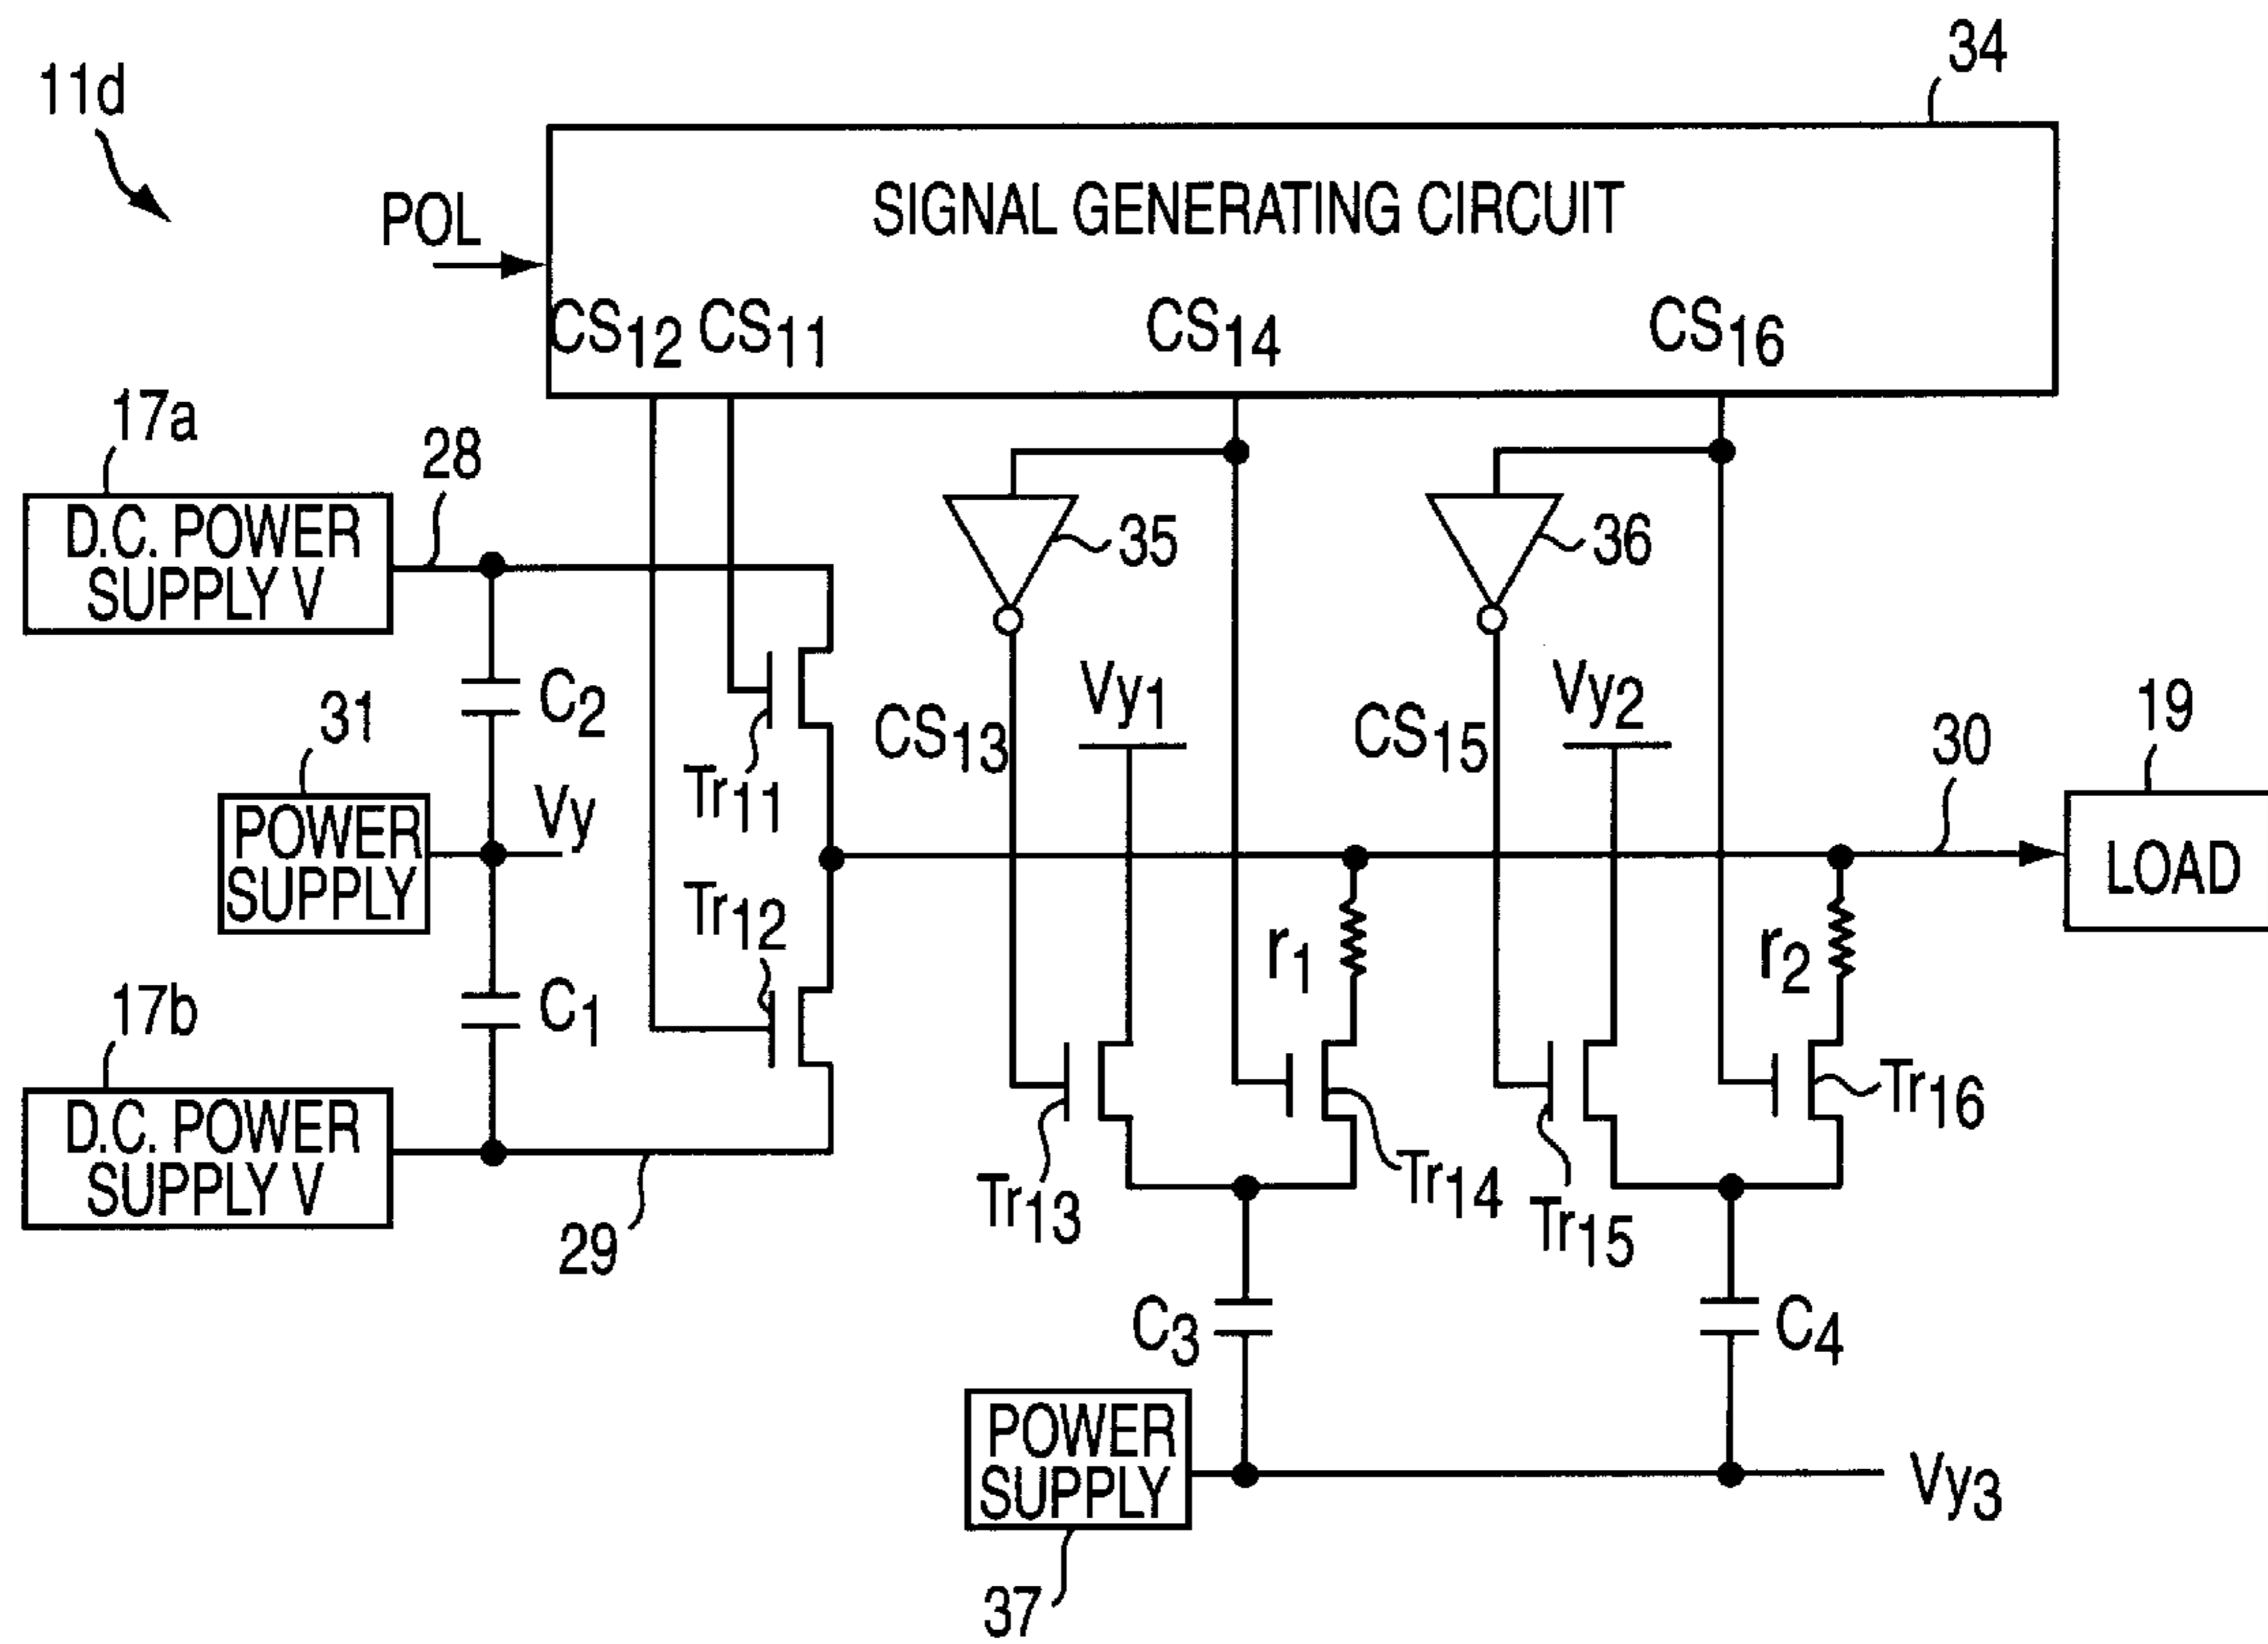 34
11d
POL
SIGNAL GENERATING CIRCUIT
CS12 CS11 CS14 CS16
17a
28
D.C. POWER
SUPPLY V
35
36
C2
31
CS13
Vy1
CS15
Vy2
30
19
Tr11
POWER
SUPPLY
Vy
LOAD
Tr12
r1
r2
17b
C1
D.C. POWER
SUPPLY V
Tr16
Tr13
Tr14
Tr15
29
C3
C4
POWER
SUPPLY
Vy3
37